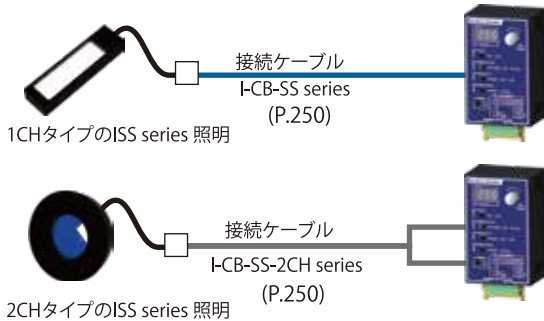 接続ケーブル
I-CB-SS series
(P.250)
1CHタイプのISS series 照明
接続ケーブル
I-CB-SS-2CH series
(P.250)
2CHタイプのISS series 照明